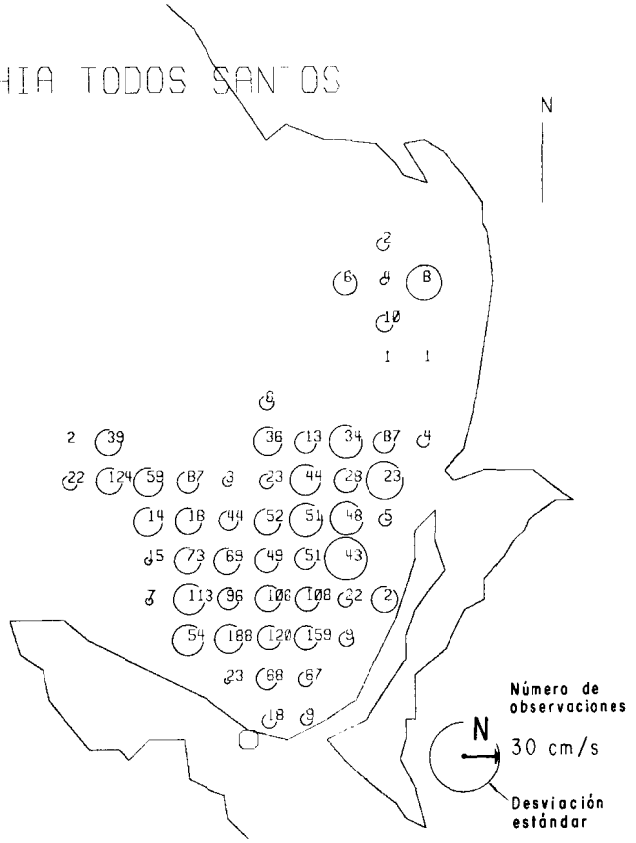 HIA TODOS SANTOS
N
2
6 4 8
10
1 1
6
2 39 36 13 34 87 4
22 124 59 87 3 23 44 28 23
14 18 44 52 51 48 5
15 73 69 49 51 43
7 113 96 106 108 22 2
54 188 120 159 9
23 68 67
18 9
Número de
observaciones
N
30 cm/s
Desviación
estándar